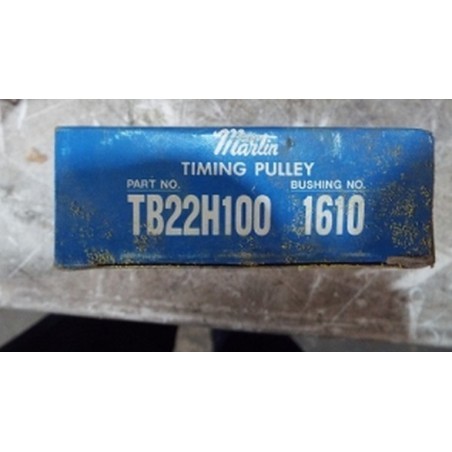 Martin
TIMING PULLEY
PART NO. BUSHING NO.
TB22H100 1610